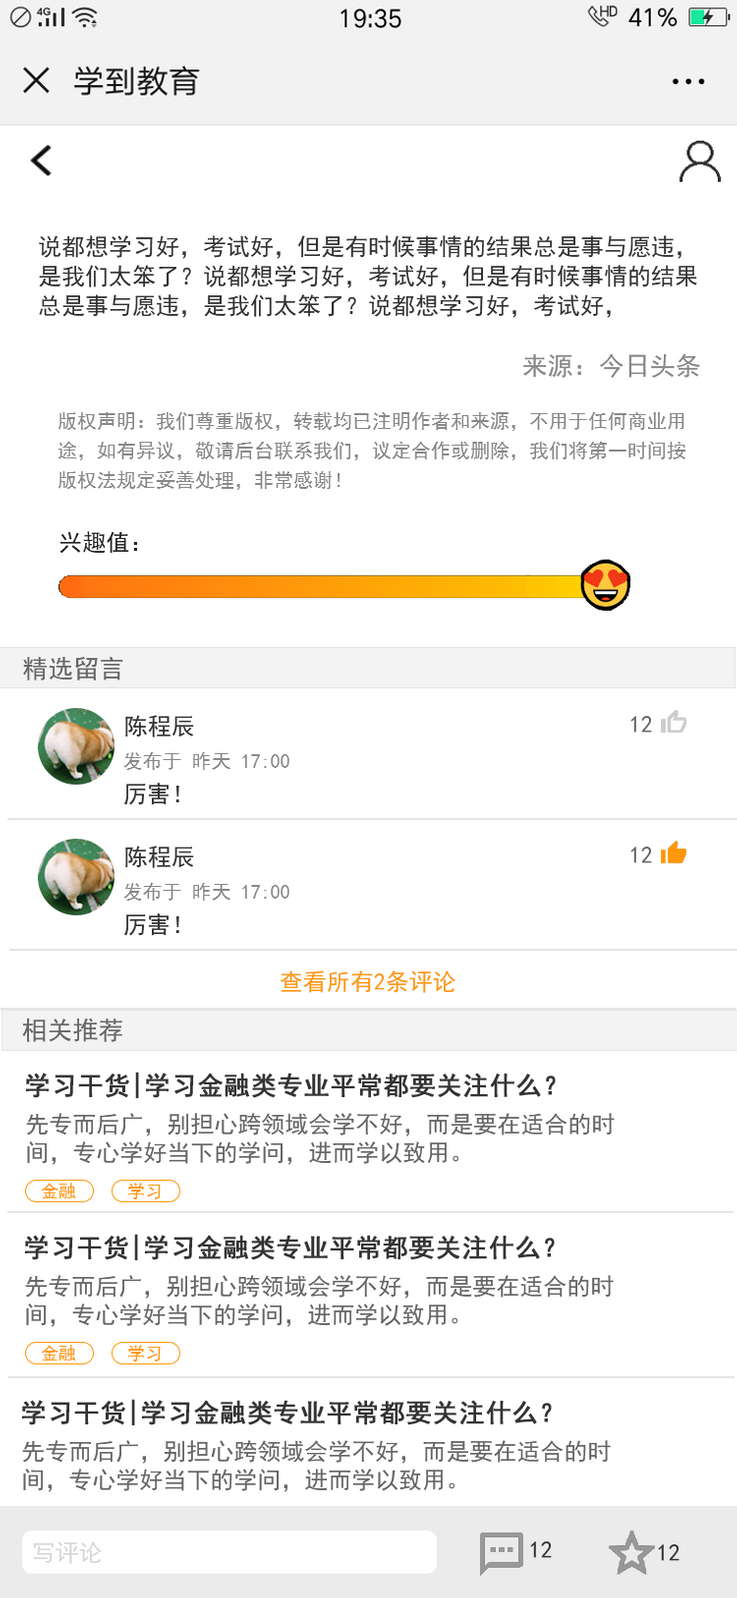 4G
19:35
HD 41%
学到教育
说都想学习好，考试好，但是有时候事情的结果总是事与愿违，
是我们太笨了？说都想学习好，考试好，但是有时候事情的结果
总是事与愿违，是我们太笨了？说都想学习好，考试好，
来源：今日头条
版权声明：我们尊重版权，转载均已注明作者和来源，不用于任何商业用
途，如有异议，敬请后台联系我们，议定合作或删除，我们将第一时间按
版权法规定妥善处理，非常感谢！
兴趣值：
精选留言
陈程辰
12
发布于 昨天 17:00
厉害！
陈程辰
12
发布于 昨天 17:00
厉害！
查看所有2条评论
相关推荐
学习干货|学习金融类专业平常都要关注什么？
先专而后广，别担心跨领域会学不好，而是要在适合的时
间，专心学好当下的学问，进而学以致用。
金融 学习
学习干货|学习金融类专业平常都要关注什么？
先专而后广，别担心跨领域会学不好，而是要在适合的时
间，专心学好当下的学问，进而学以致用。
金融 学习
学习干货|学习金融类专业平常都要关注什么？
先专而后广，别担心跨领域会学不好，而是要在适合的时
间，专心学好当下的学问，进而学以致用。
写评论
12
12